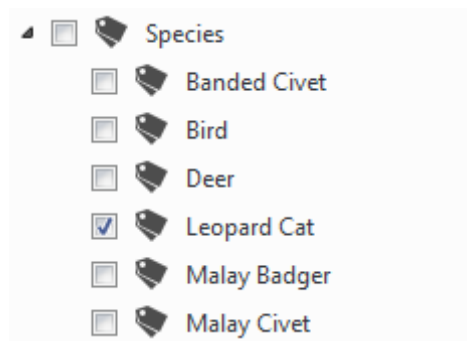 Species
Banded Civet
Bird
Deer
Leopard Cat
Malay Badger
Malay Civet